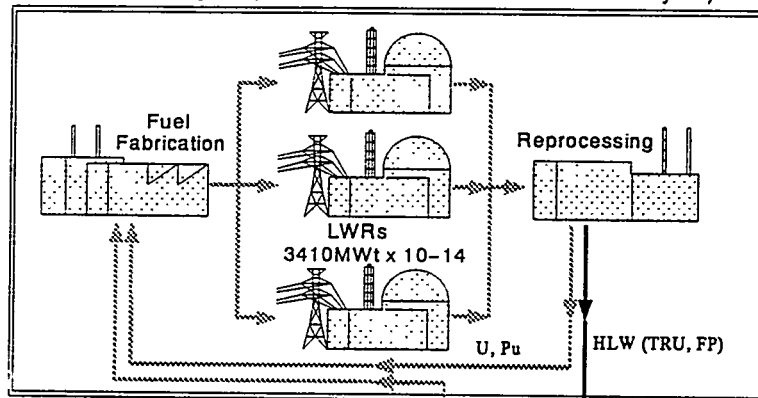 Fuel
Fabrication
Reprocessing
LWRs
3410MWt x 10-14
U, Pu
HLW (TRU, FP)